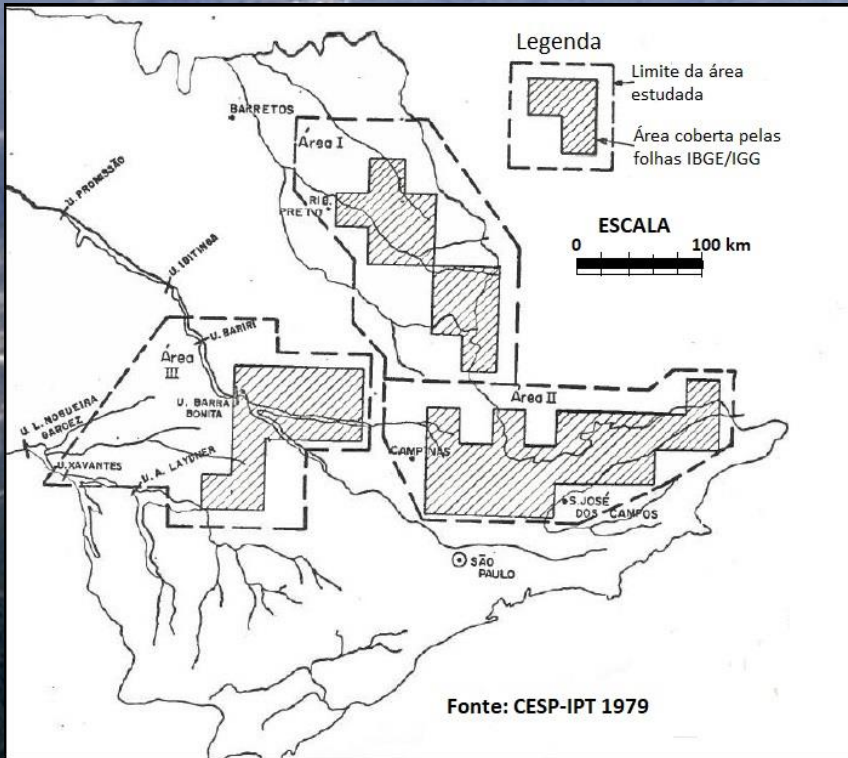 Legenda
Limite da área
estudada
Área coberta pelas
folhas IBGE/IGG
ESCALA
0 100 km
BARRETOS
Área I
RIB.
PRETO
U. PROMISSÃO
U. IBITINGA
U. BARIRI
Área
III
U. BARRA
BONITA
U. L. NOGUEIRA
GARCEZ
U. XAVANTES
U. A. LAYDNER
Área II
CAMPINAS
S. JOSÉ
DOS CAMPOS
SÃO
PAULO
Fonte: CESP-IPT 1979